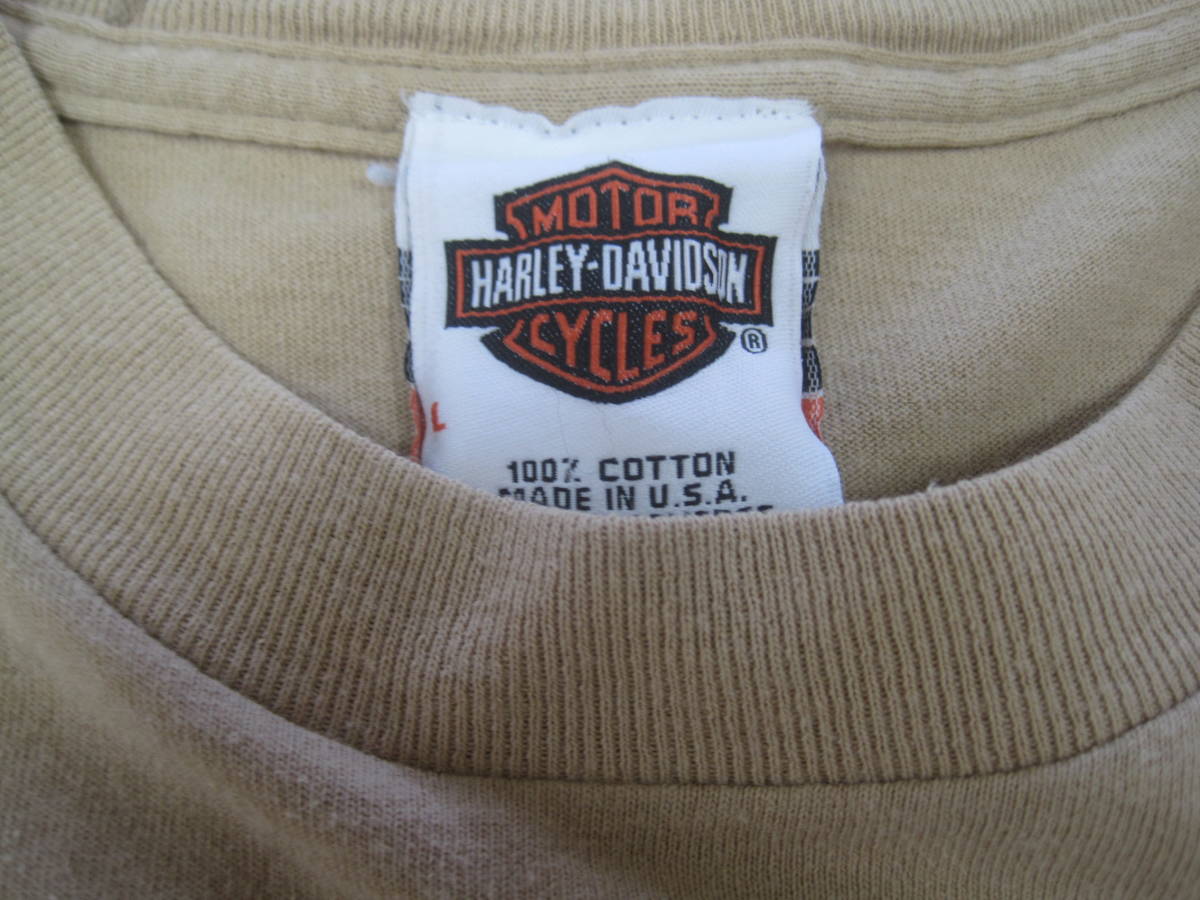 MOTOR
HARLEY-DAVIDSON
CYCLES
®
L
100% COTTON
MADE IN U.S.A.